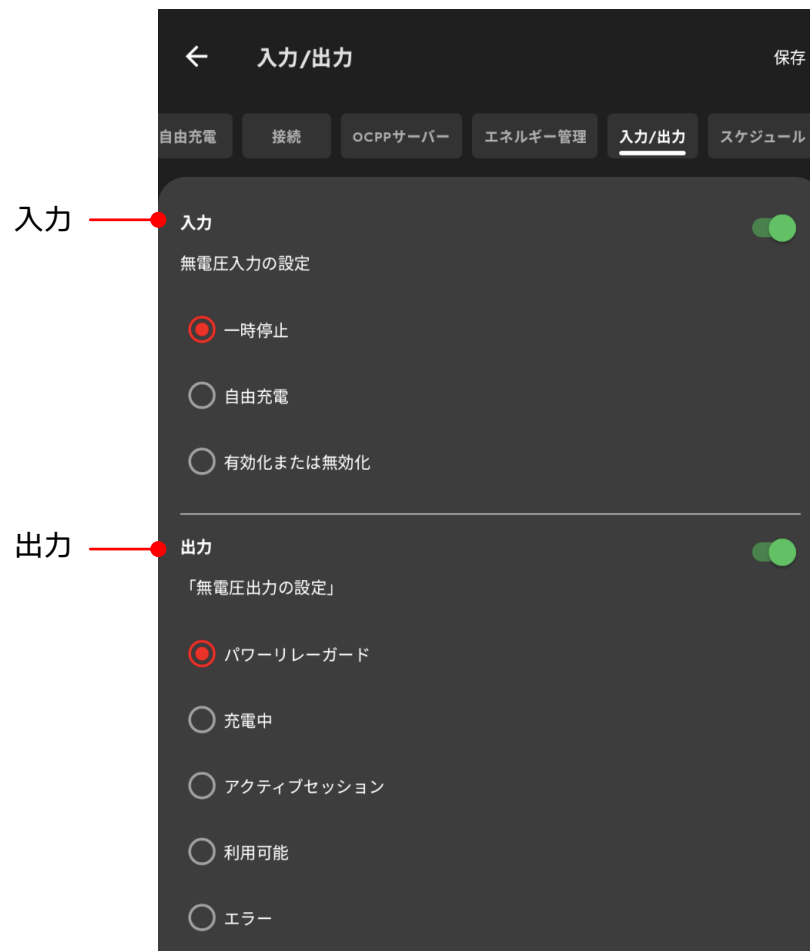 入力/出力
保存
自由充電
接続
OCPPサーバー
エネルギー管理
入力/出力
スケジュール
入力
入力
無電圧入力の設定
一時停止
自由充電
有効化または無効化
出力
出力
「無電圧出力の設定」
パワーリレーガード
充電中
アクティブセッション
利用可能
エラー